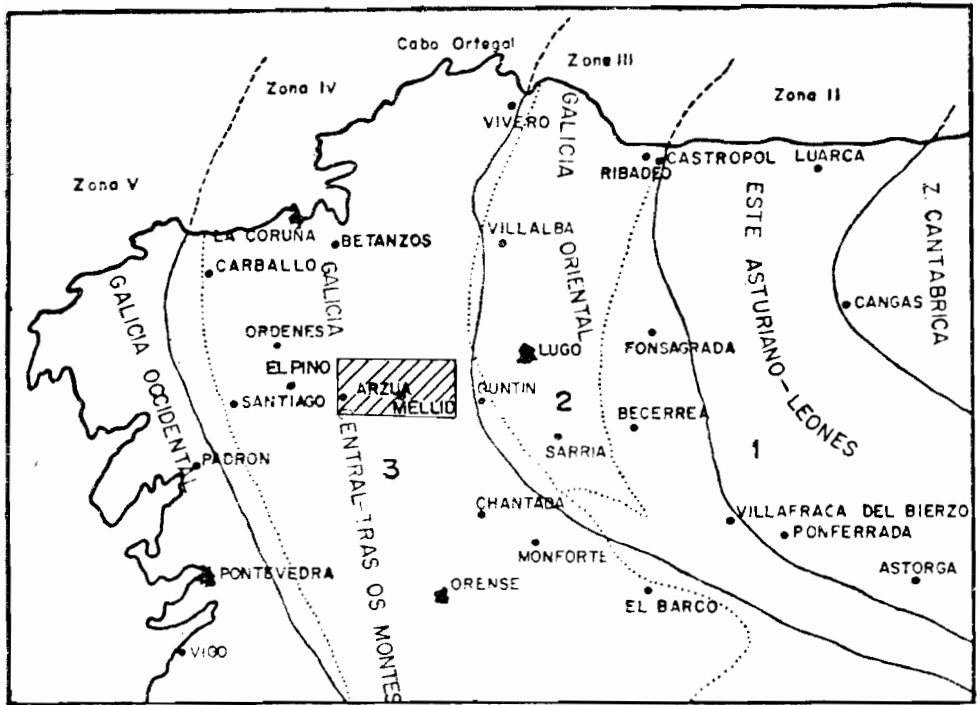 Cabo Ortegal
Zona III
Zona IV
Zona II
VIVERO
GALICIA ORIENTAL
CASTROPOL
LUARCA
RIBADEO
Zona V
ESTE ASTURIANO-LEONES
Z. CANTABRICA
LA CORUÑA
BETANZOS
VILLALBA
CARBALLO
GALICIA OCCIDENTAL
GALICIA CENTRAL-TRAS OS MONTES
CANGAS
ORDENES
LUGO
FONSAGRADA
EL PINO
ARZUA
MELLID
GUNTIN
SANTIAGO
2
BECERREA
SARRIA
1
PADRON
3
CHANTADA
VILLAFRACA DEL BIERZO
PONFERRADA
MONFORTE
PONTEVEDRA
ORENSE
ASTORGA
EL BARCO
VIGO